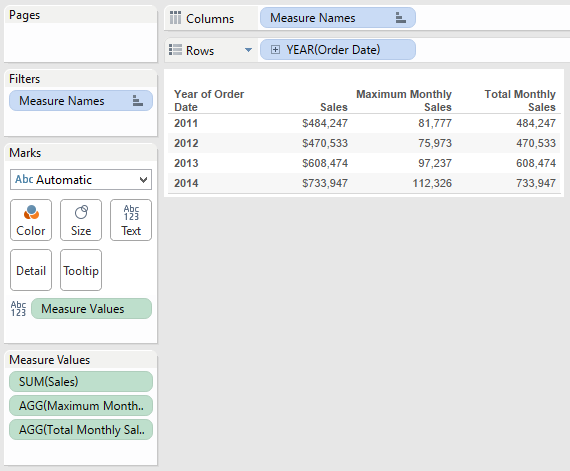 Pages
Columns Measure Names
Rows YEAR(Order Date)
Filters
Measure Names
Marks
Abc Automatic
Color Size Abc 123 Text
Detail Tooltip
Abc 123 Measure Values
Measure Values
SUM(Sales)
AGG(Maximum Month..
AGG(Total Monthly Sal..
Year of Order Maximum Monthly Total Monthly
Date Sales Sales Sales
2011 $484,247 81,777 484,247
2012 $470,533 75,973 470,533
2013 $608,474 97,237 608,474
2014 $733,947 112,326 733,947